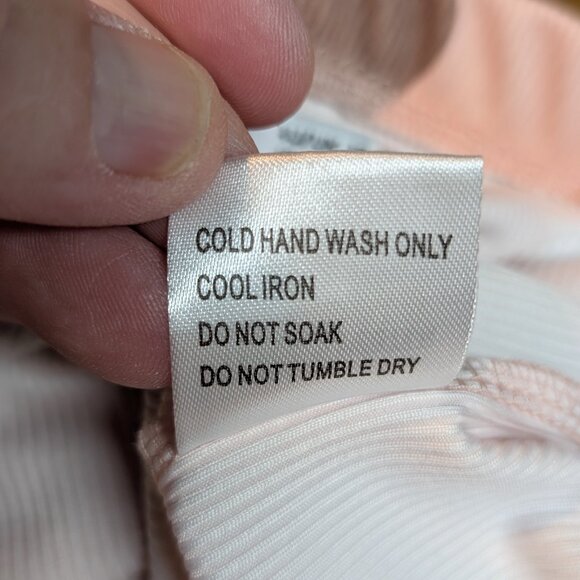 COLD HAND WASH ONLY
COOL IRON
DO NOT SOAK
DO NOT TUMBLE DRY